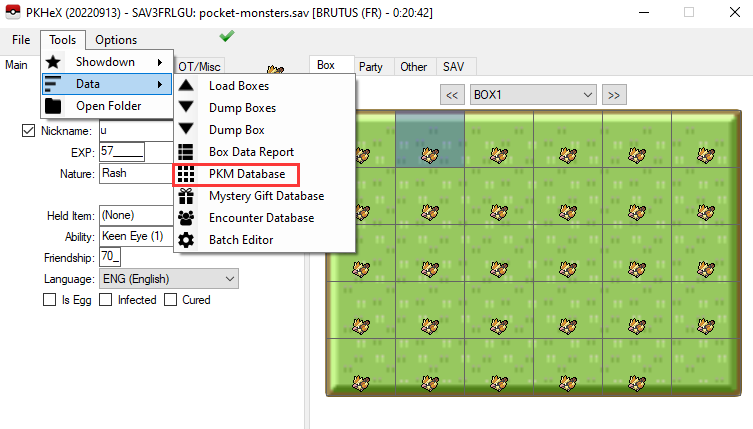 PKHeX (20220913) - SAV3FRLGU: pocket-monsters.sav [BRUTUS (FR) - 0:20:42]
File Tools Options
Main OT/Misc Box Party Other SAV
Showdown
Data
Open Folder
Load Boxes
Dump Boxes
Dump Box
Box Data Report
PKM Database
Mystery Gift Database
Encounter Database
Batch Editor
<< BOX1 >>
Nickname: u
EXP: 57
Nature: Rash
Held Item: (None)
Ability: Keen Eye (1)
Friendship: 70_
Language: ENG (English)
Is Egg Infected Cured